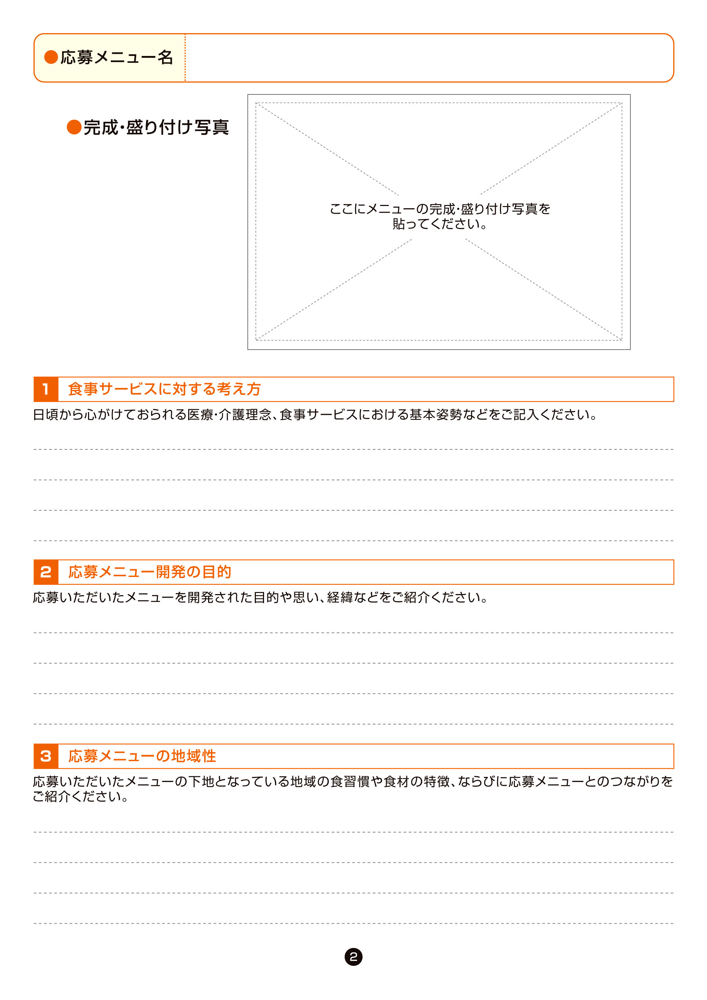 ●応募メニュー名
●完成・盛り付け写真
ここにメニューの完成・盛り付け写真を
貼ってください。
1 食事サービスに対する考え方
日頃から心がけておられる医療・介護理念、食事サービスにおける基本姿勢などをご記入ください。
2 応募メニュー開発の目的
応募いただいたメニューを開発された目的や思い、経緯などをご紹介ください。
3 応募メニューの地域性
応募いただいたメニューの下地となっている地域の食習慣や食材の特徴、ならびに応募メニューとのつながりを
ご紹介ください。
2